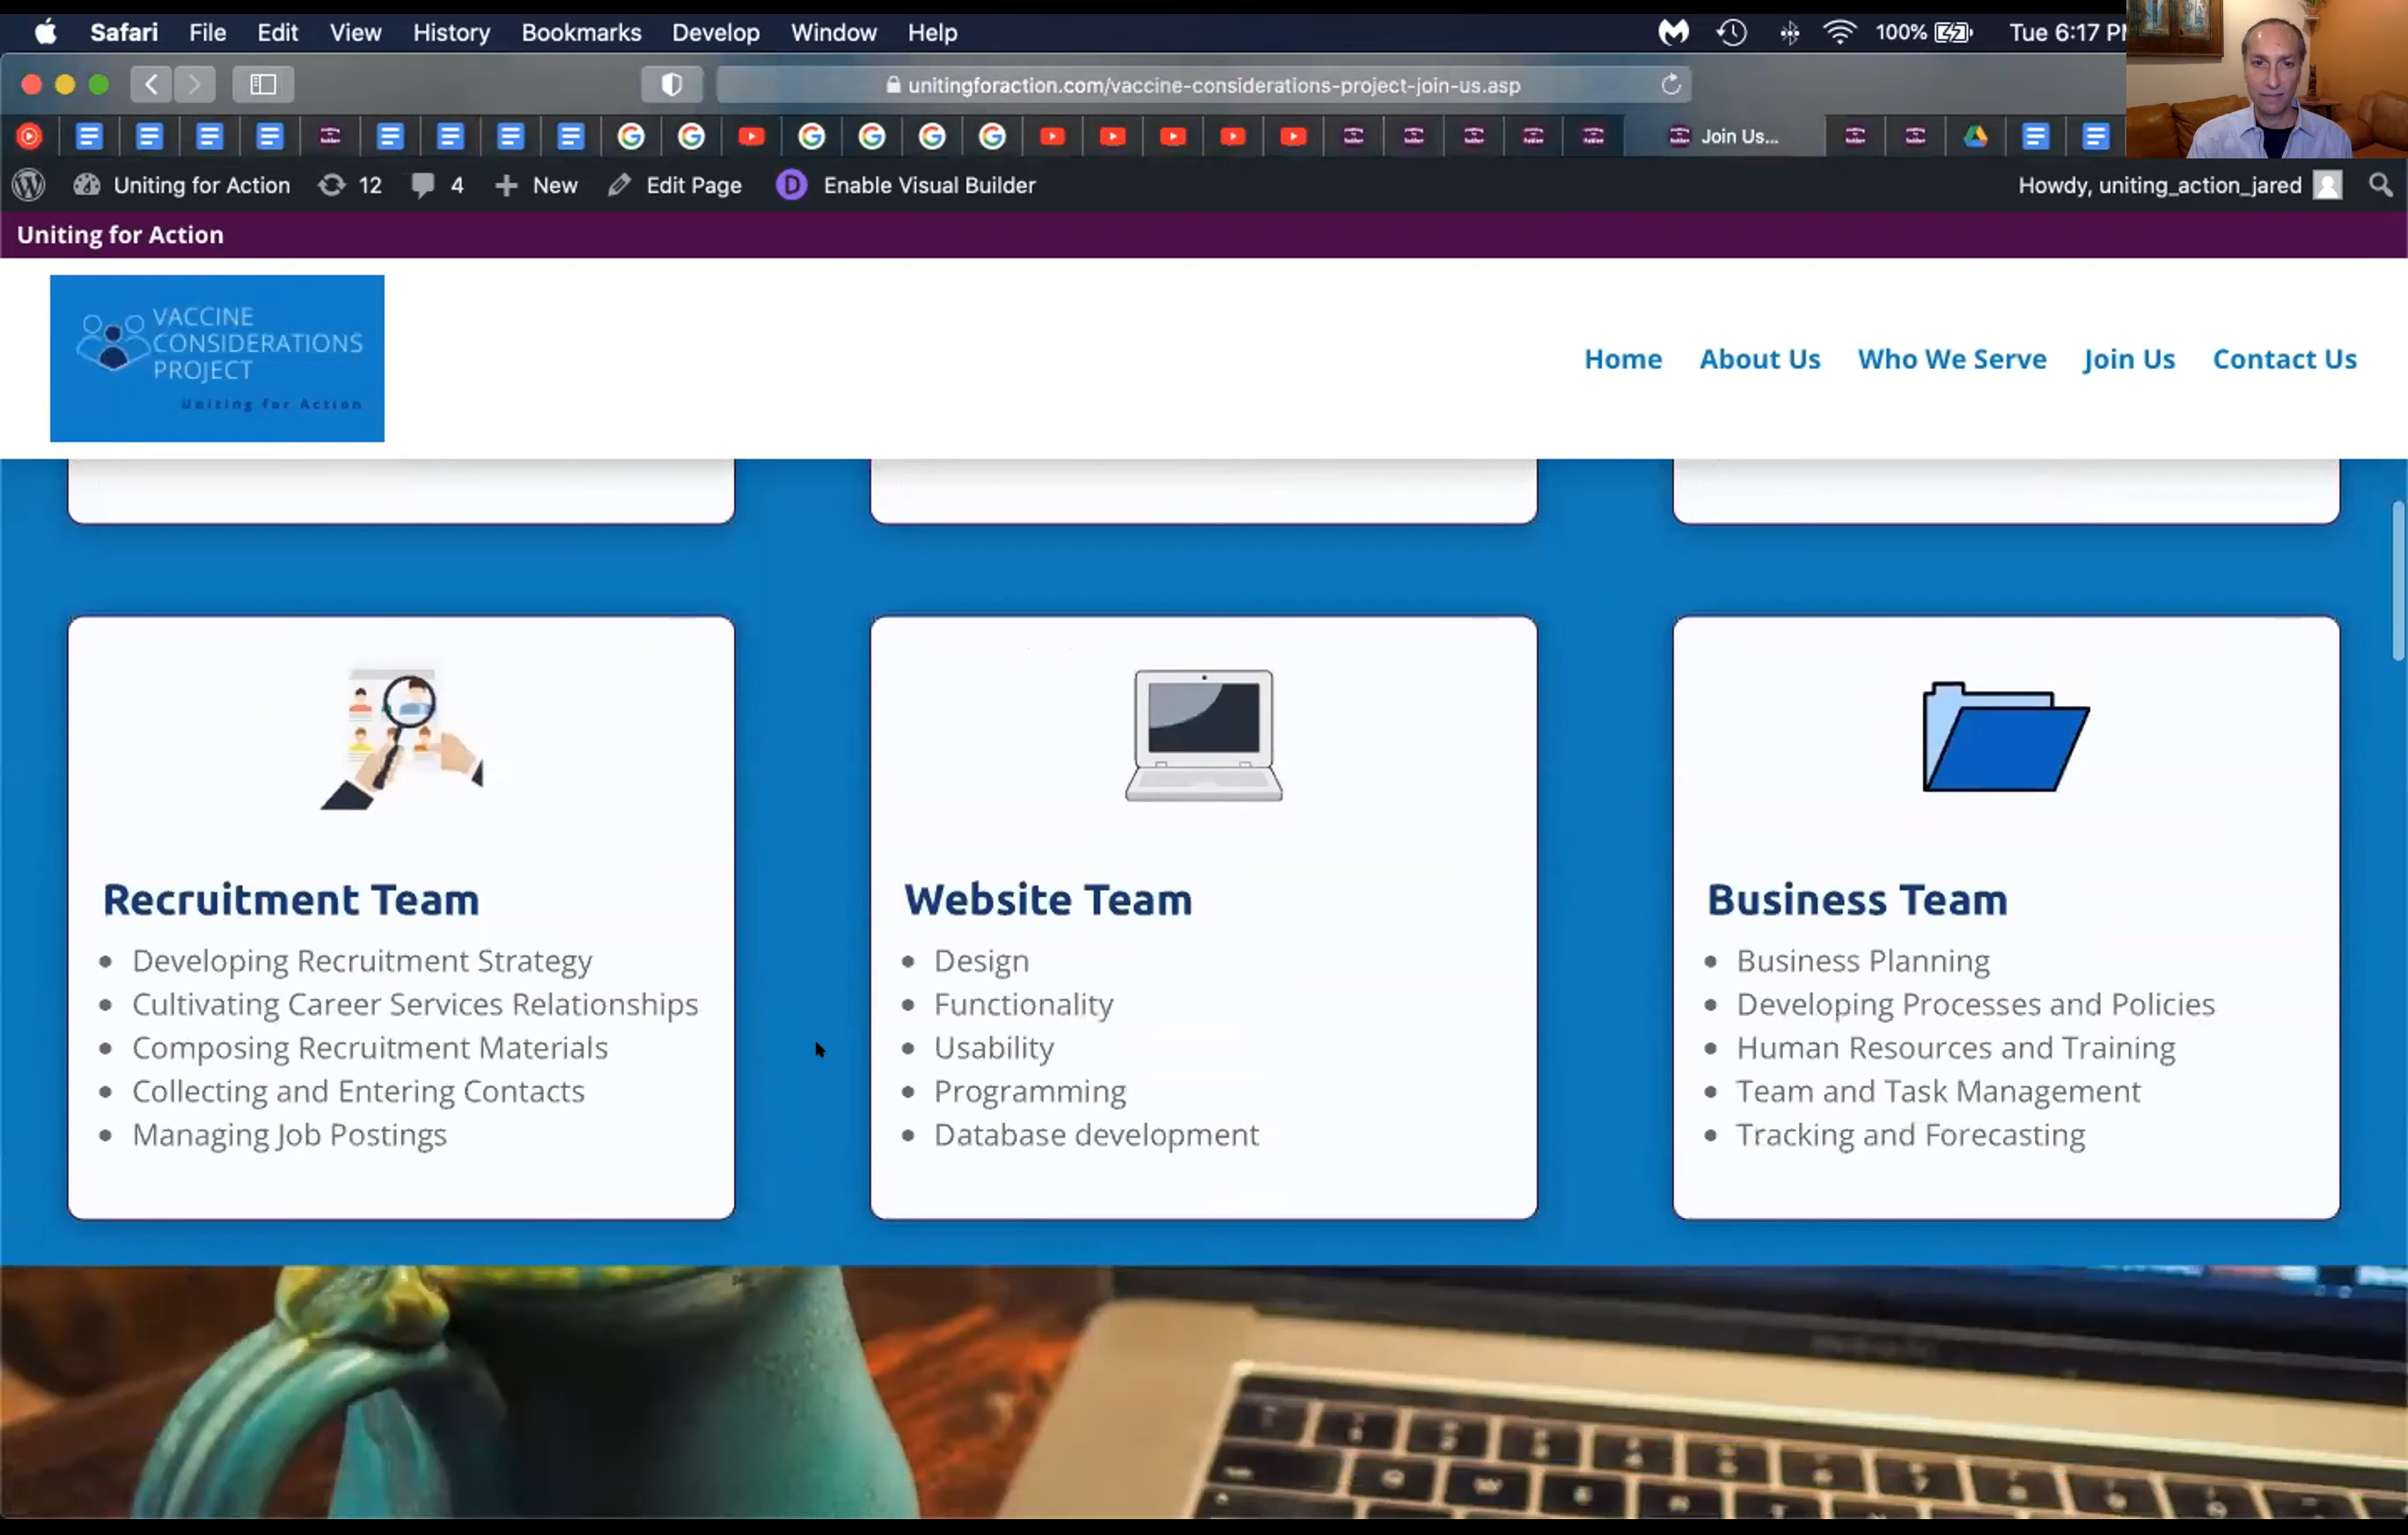 Safari File Edit View History Bookmarks Develop Window Help 100% Tue 6:17 PM
unitingforaction.com/vaccine-considerations-project-join-us.asp
Join Us...
Uniting for Action 12 4 New Edit Page D Enable Visual Builder Howdy, uniting_action_jared
Uniting for Action
VACCINE
CONSIDERATIONS
PROJECT
Uniting for Action
Home About Us Who We Serve Join Us Contact Us
Recruitment Team
Developing Recruitment Strategy
Cultivating Career Services Relationships
Composing Recruitment Materials
Collecting and Entering Contacts
Managing Job Postings
Website Team
Design
Functionality
Usability
Programming
Database development
Business Team
Business Planning
Developing Processes and Policies
Human Resources and Training
Team and Task Management
Tracking and Forecasting